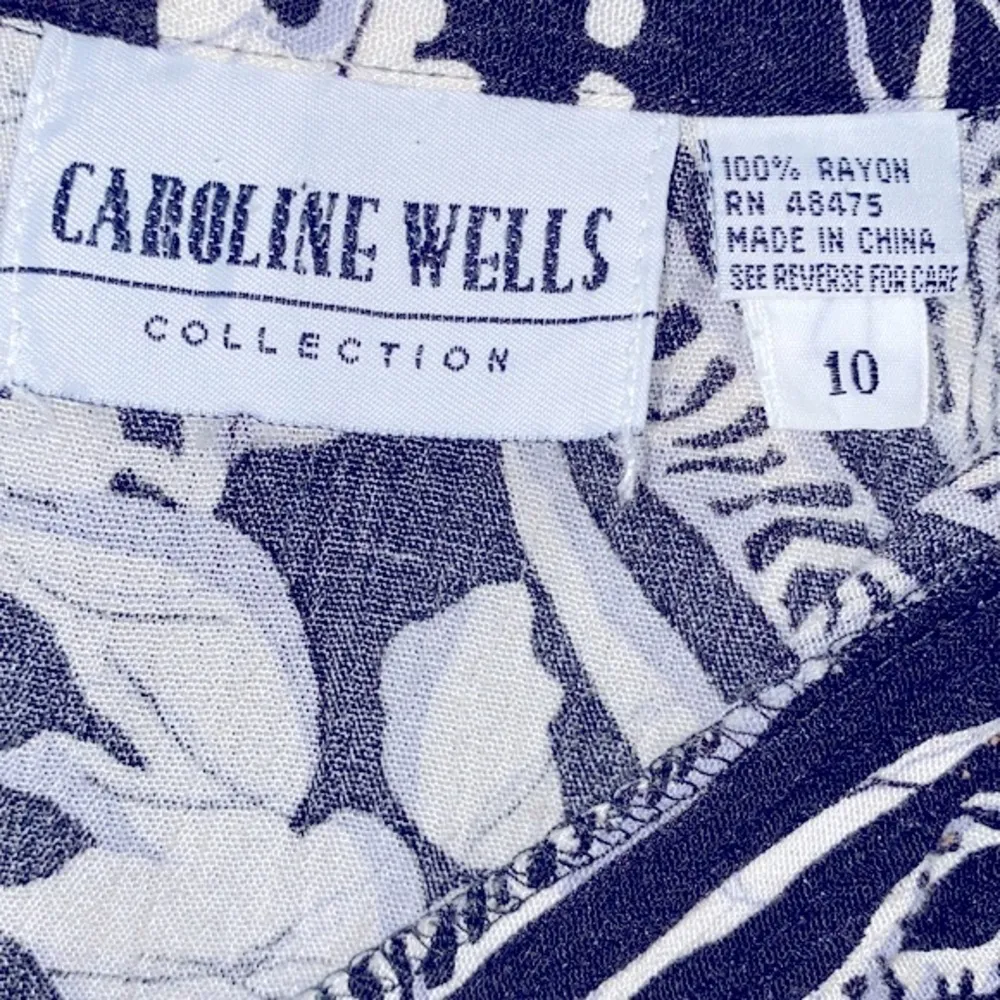 CAROLINE WELLS
COLLECTION
100% RAYON
RN 48475
MADE IN CHINA
SEE REVERSE FOR CARE
10